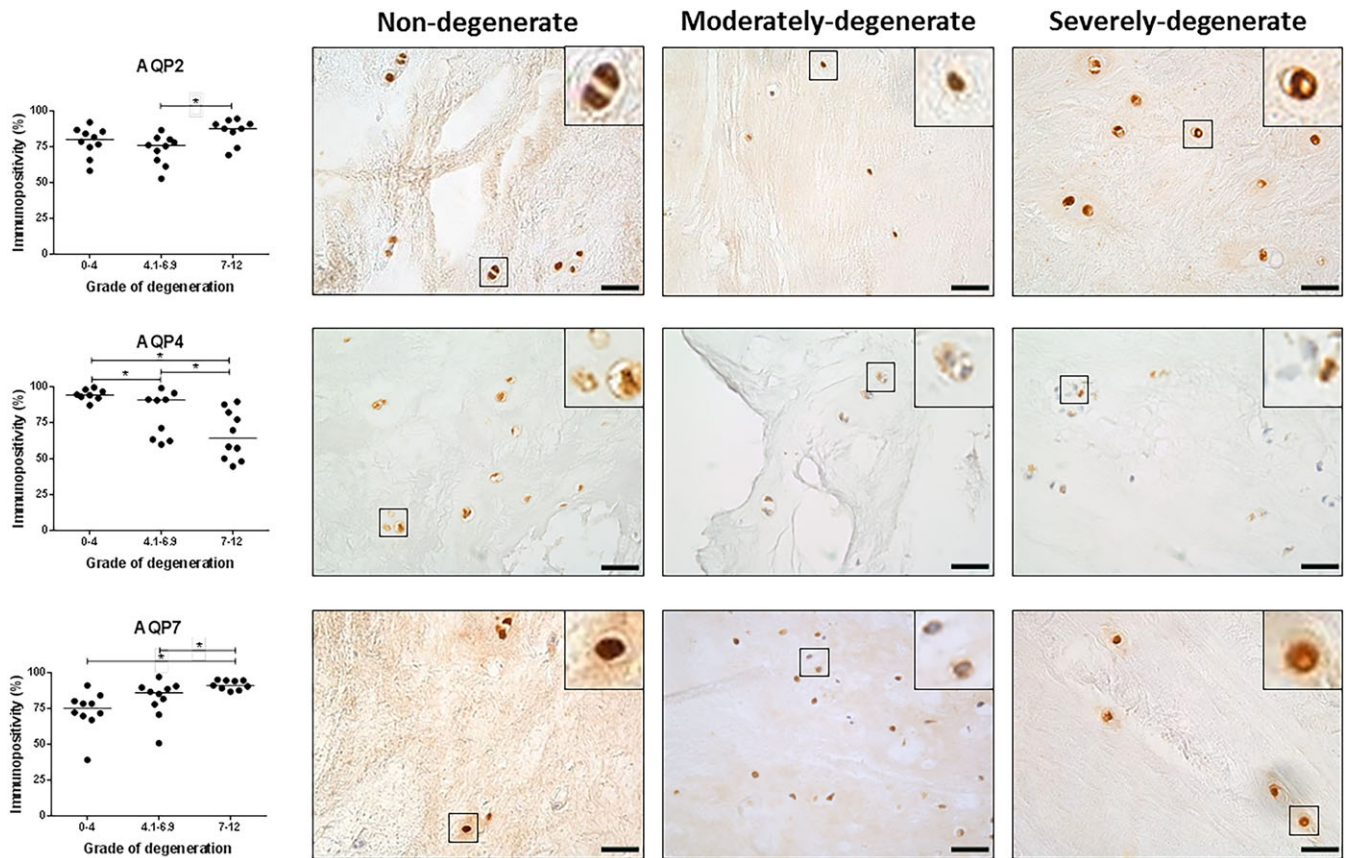 Non-degenerate Moderately-degenerate Severely-degenerate
AQP2
*
100
75
50
25
0
Immunopositivity (%)
0-4 4.1-6.9 7-12
Grade of degeneration
AQP4
*
* *
100
75
50
25
0
Immunopositivity (%)
0-4 4.1-6.9 7-12
Grade of degeneration
AQP7
*
*
100
75
50
25
0
Immunopositivity (%)
0-4 4.1-6.9 7-12
Grade of degeneration